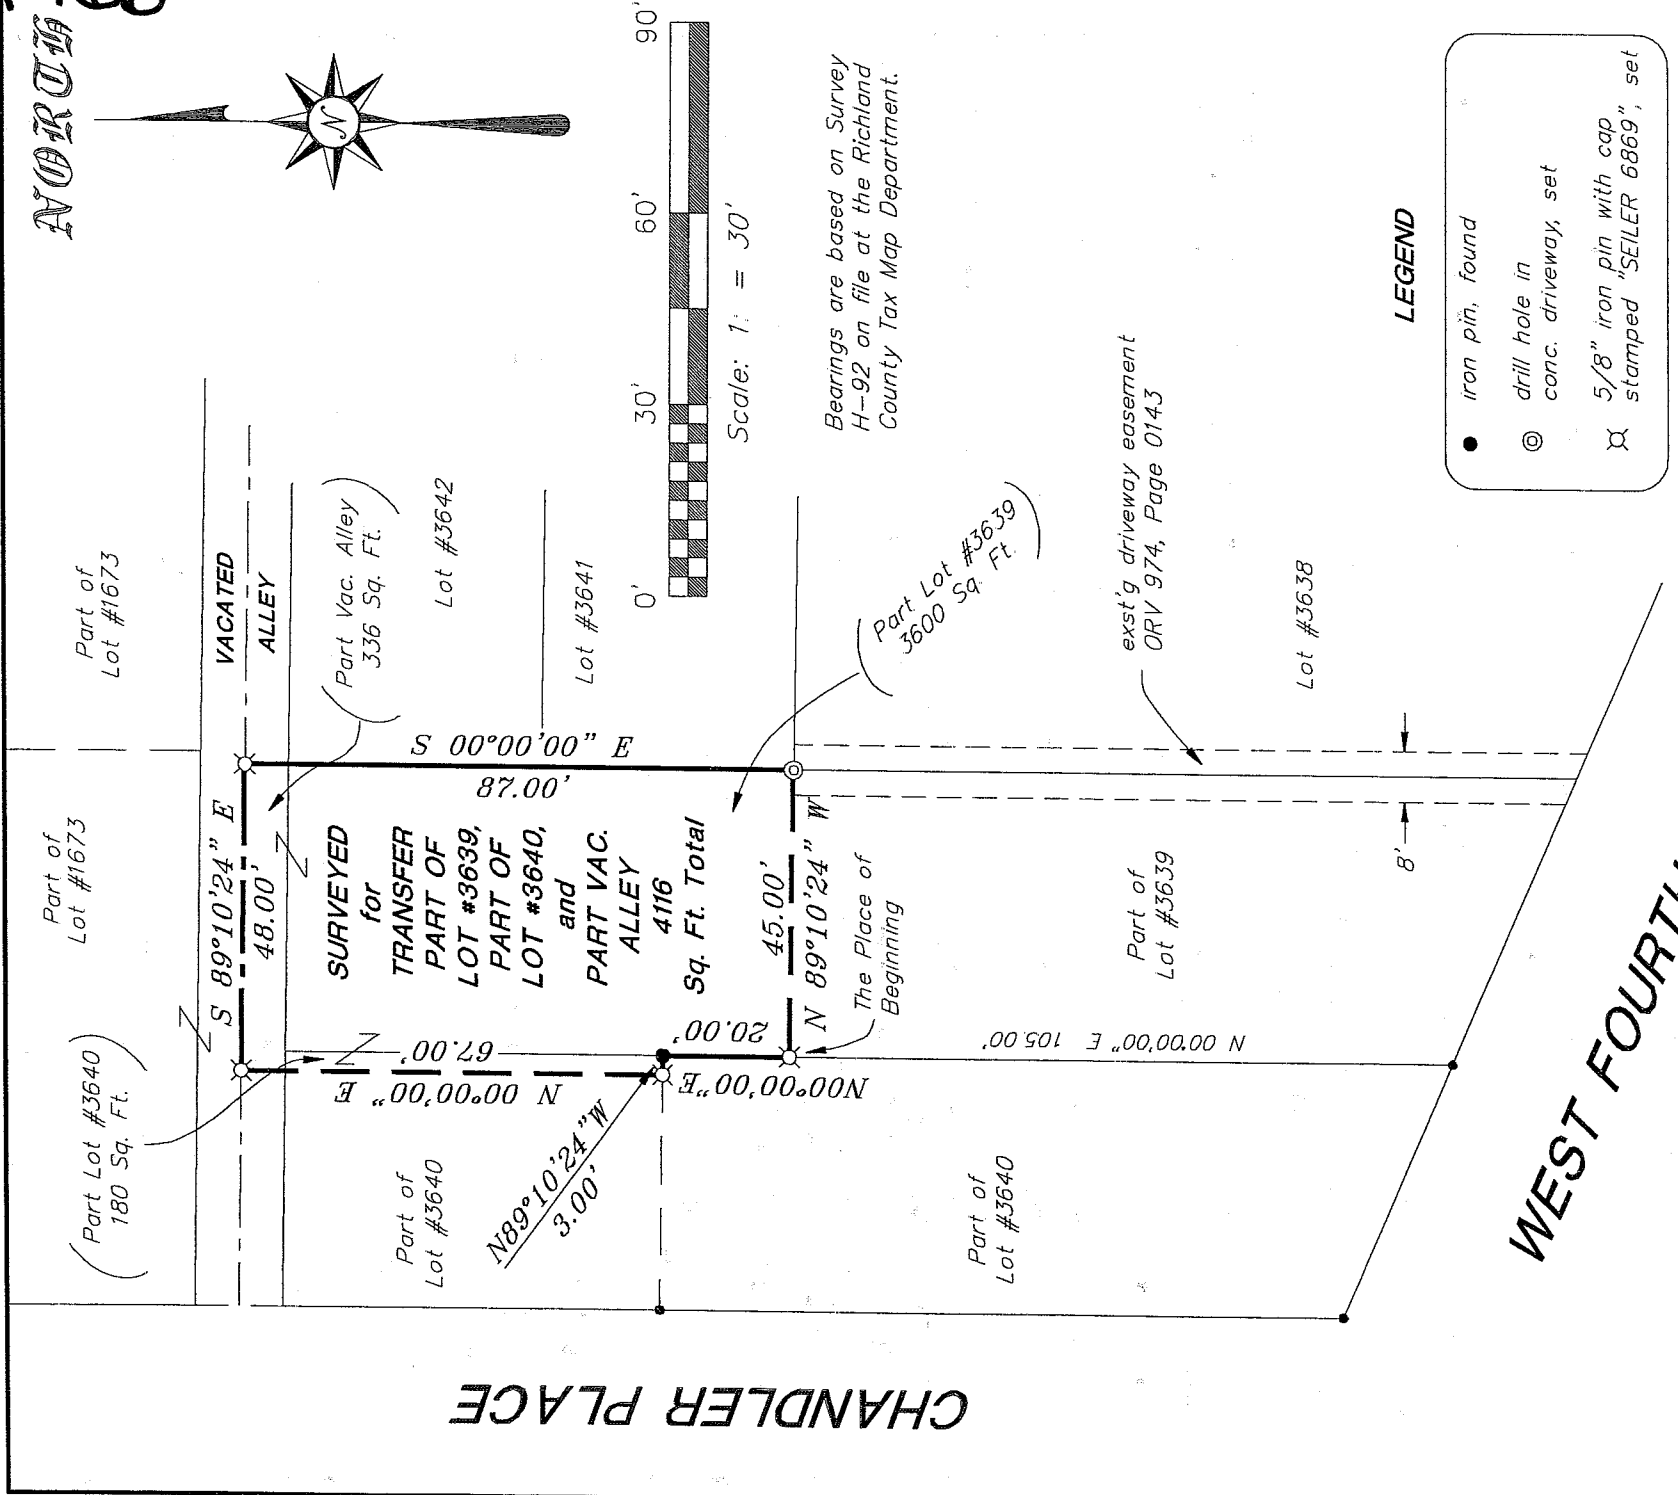 NORTH
N
0'
30'
60'
90'
Scale: 1: = 30'
Bearings are based on Survey
H-92 on file at the Richland
County Tax Map Department.
LEGEND
iron pin, found
drill hole in
conc. driveway, set
5/8" iron pin with cap
stamped "SEILER 6869", set
Part of
Lot #1673
Part of
Lot #1673
VACATED
ALLEY
Part Vac. Alley
336 Sq. Ft.
Lot #3642
Lot #3641
Part Lot #3639
3600 Sq. Ft.
exst'g driveway easement
ORV 974, Page 0143
Lot #3638
8'
S 89°10'24" E
48.00'
S 00°00'00" E
87.00'
SURVEYED
for
TRANSFER
PART OF
LOT #3639,
PART OF
LOT #3640,
and
PART VAC.
ALLEY
4116
Sq. Ft. Total
45.00'
N 89°10'24" W
The Place of
Beginning
20.00'
N00°00'00"E
67.00'
N 00°00'00" E
N89°10'24"W
3.00'
Part Lot #3640
180 Sq. Ft.
Part of
Lot #3640
Part of
Lot #3640
Part of
Lot #3639
N 00°00'00" E 105.00'
CHANDLER PLACE
WEST FOURTH